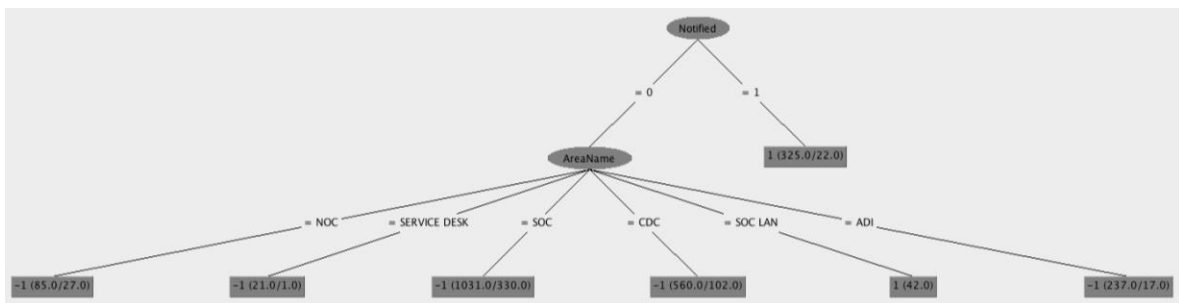 Notified
= 0
= 1
AreaName
1 (325.0/22.0)
= NOC
= SERVICE DESK
= SOC
= CDC
= SOC LAN
= ADI
-1 (85.0/27.0)
-1 (21.0/1.0)
-1 (1031.0/330.0)
-1 (560.0/102.0)
1 (42.0)
-1 (237.0/17.0)